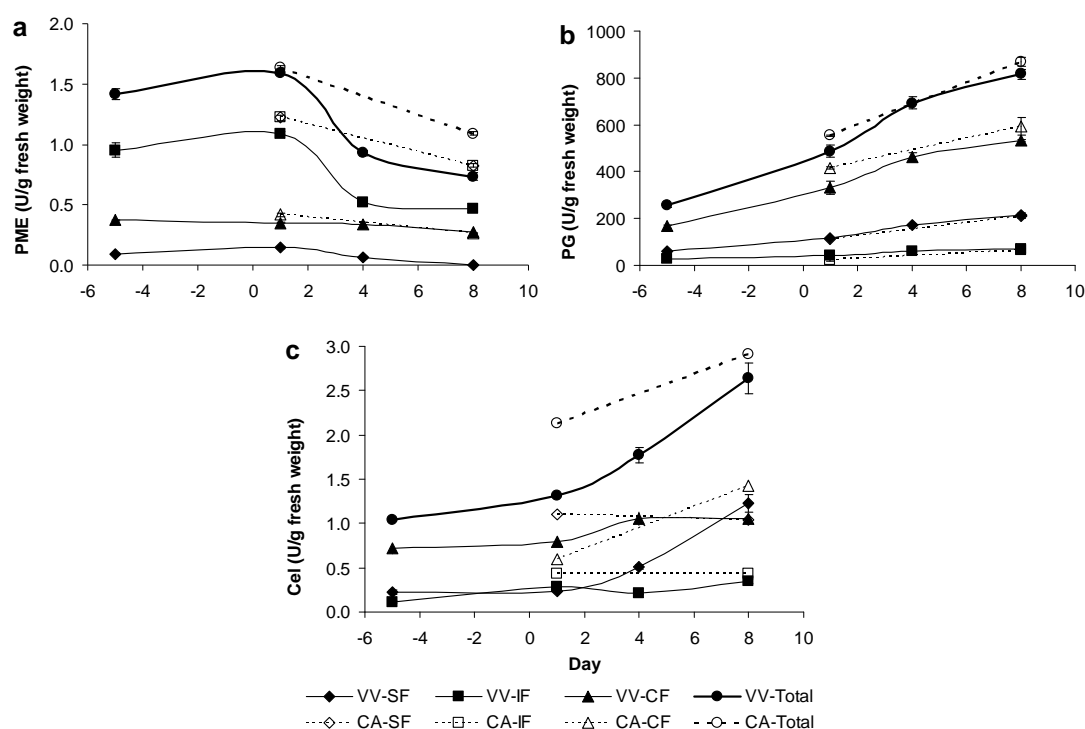 a
PME (U/g fresh weight)
2.0
1.5
1.0
0.5
0.0
-6 -4 -2 0 2 4 6 8 10
b
PG (U/g fresh weight)
1000
800
600
400
200
0
-6 -4 -2 0 2 4 6 8 10
c
Cel (U/g fresh weight)
3.0
2.5
2.0
1.5
1.0
0.5
0.0
-6 -4 -2 0 2 4 6 8 10
Day
VV-SF VV-IF VV-CF VV-Total
CA-SF CA-IF CA-CF CA-Total